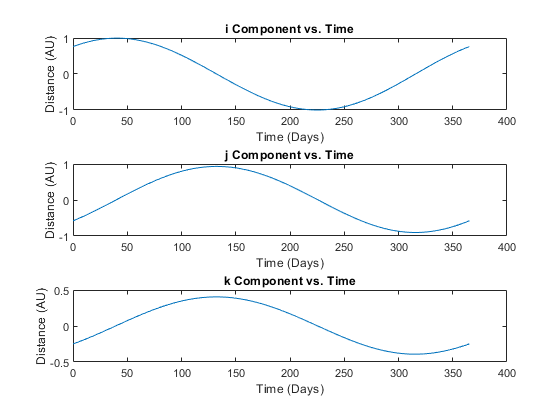 i Component vs. Time
1
0
-1
Distance (AU)
0 50 100 150 200 250 300 350 400
Time (Days)
j Component vs. Time
1
0
-1
Distance (AU)
0 50 100 150 200 250 300 350 400
Time (Days)
k Component vs. Time
0.5
0
-0.5
Distance (AU)
0 50 100 150 200 250 300 350 400
Time (Days)